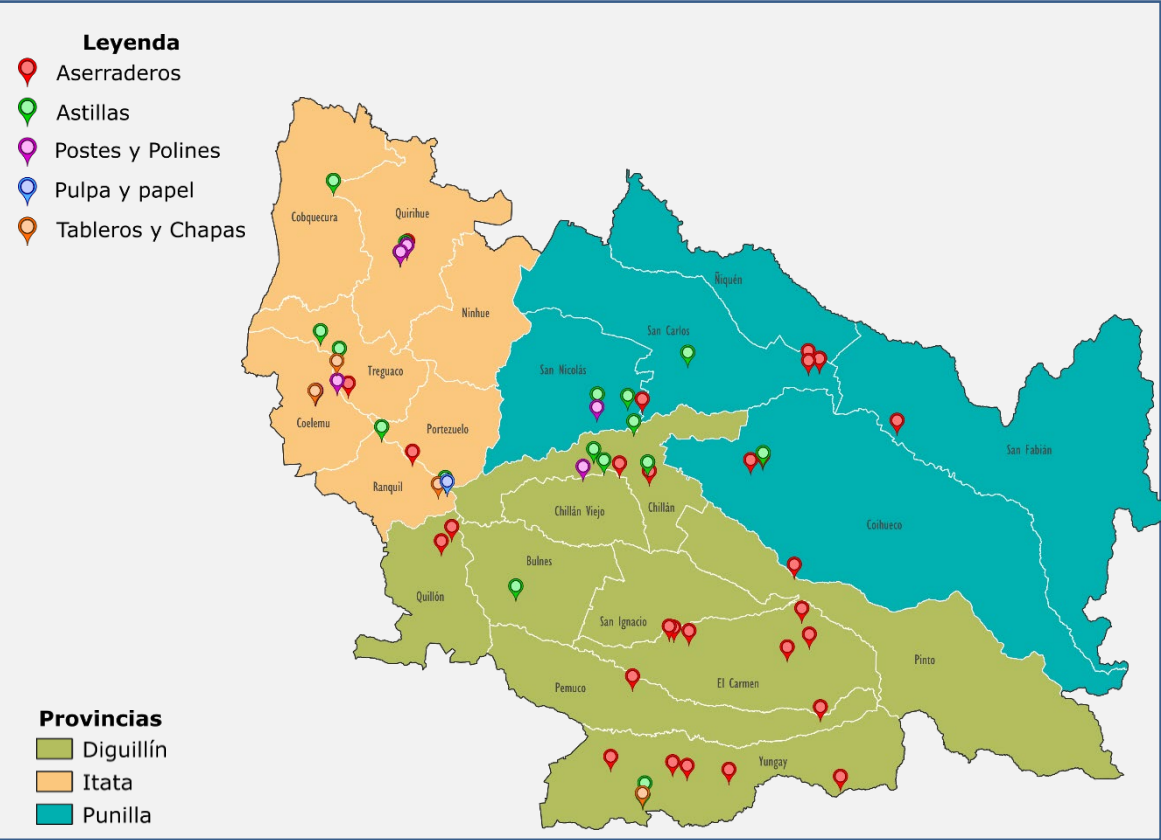 Leyenda
Aserraderos
Astillas
Postes y Polines
Pulpa y papel
Tableros y Chapas
Cobquecura
Quirihue
Ñiquén
Ninhue
San Carlos
San Nicolás
Treguaco
Coelemu
Portezuelo
San Fabián
Ranquil
Chillán Viejo
Chillán
Coihueco
Bulnes
Quillón
San Ignacio
Pinto
Pemuco
El Carmen
Yungay
Provincias
Diguillín
Itata
Punilla